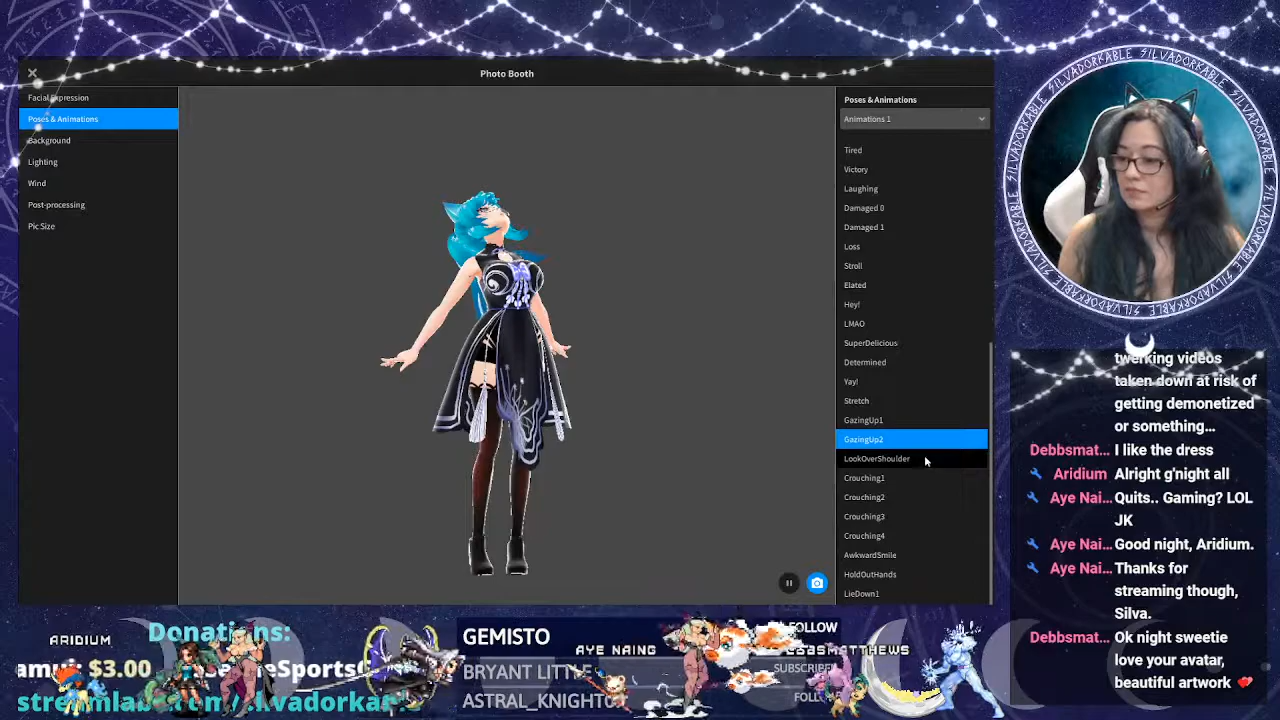 Photo Booth
Facial Expression
Poses & Animations
Background
Lighting
Wind
Post-processing
Pic Size
Poses & Animations
Animations 1
Tired
Victory
Laughing
Damaged 0
Damaged 1
Loss
Stroll
Elated
Hey!
LMAO
SuperDelicious
Determined
Yay!
Stretch
GazingUp1
GazingUp2
LookOverShoulder
Crouching1
Crouching2
Crouching3
Crouching4
AwkwardSmile
HoldOutHands
LieDown1
SILVADORKABLE SILVADORKABLE SILVADORKABLE SILVADORKABLE
twerking videos
taken down at risk of
getting demonetized
or something...
Debbsmat... I like the dress
Aridium Alright g'night all
Aye Nai... Quits.. Gaming? LOL
JK
Aye Nai... Good night, Aridium.
Aye Nai... Thanks for
streaming though,
Silva.
Debbsmat... Ok night sweetie
love your avatar,
beautiful artwork
ARIDIUM
Donations:
$3.00
GEMISTO
AYE NAING
BRYANT
ASTRAL_KNIGHT
FOLLOW